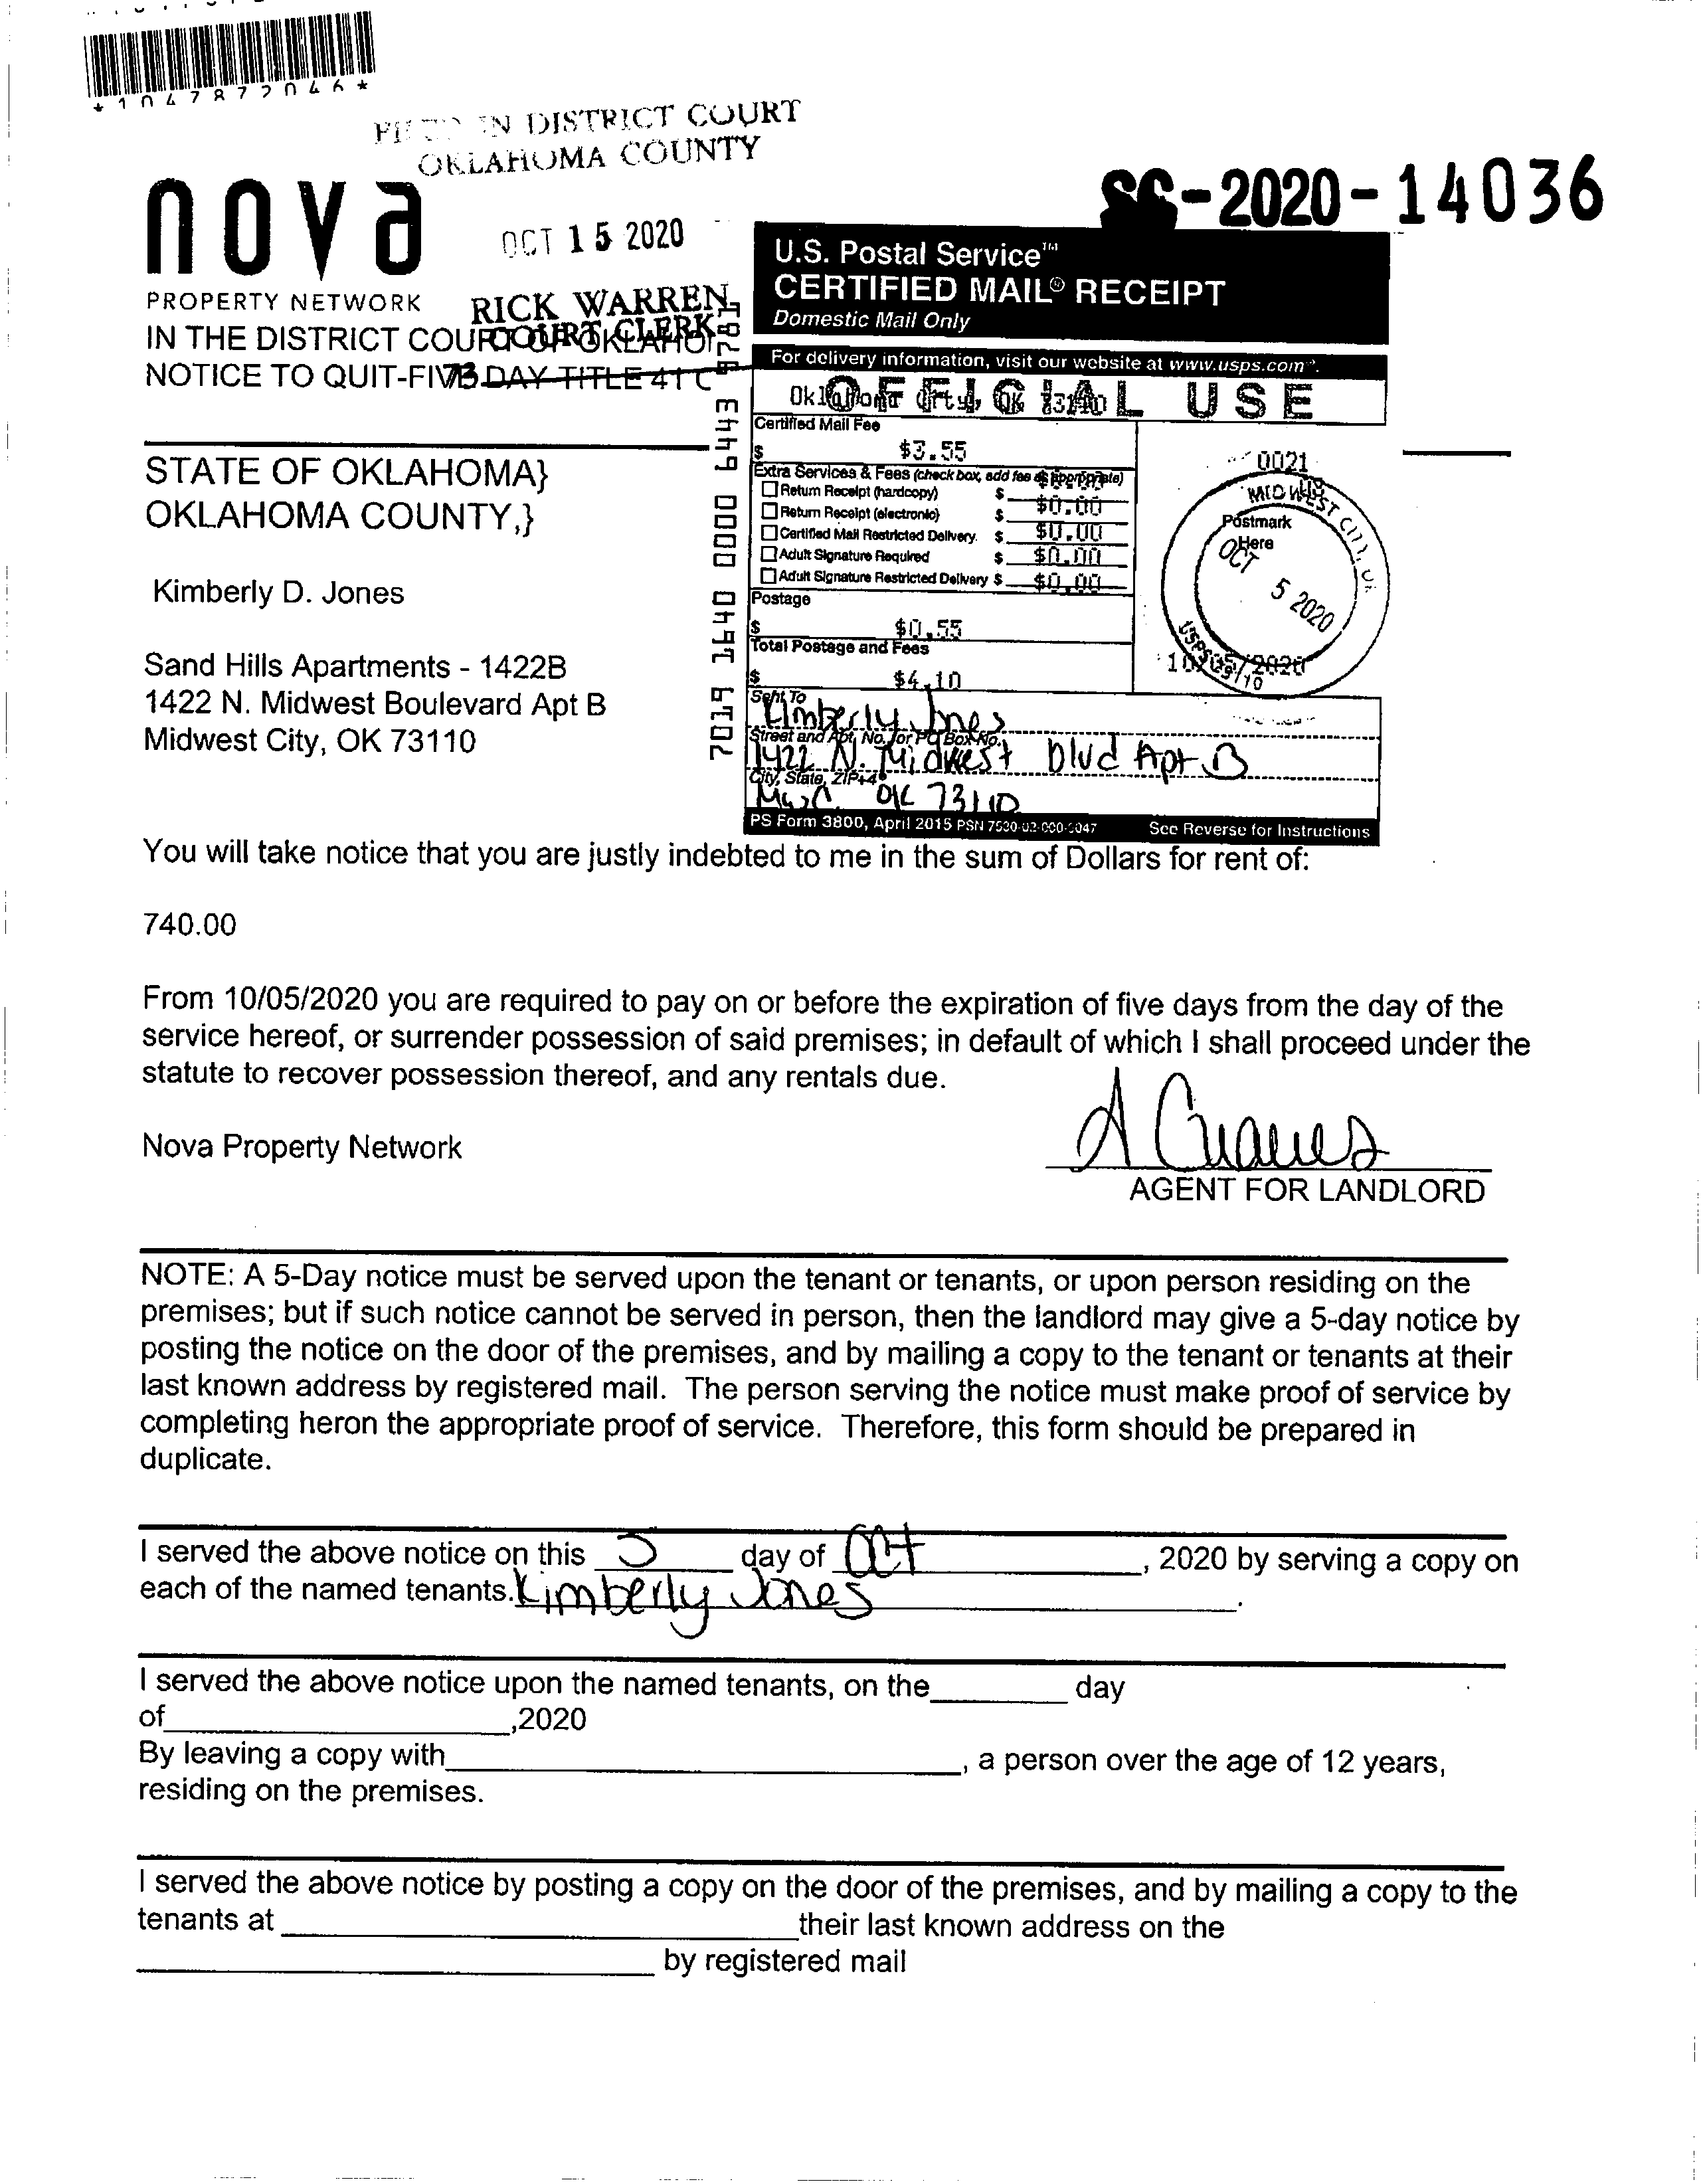 *1047872046*
IN DISTRICT COURT
OKLAHOMA COUNTY
SC-2020-14036
nova
PROPERTY NETWORK
OCT 15 2020
RICK WARREN
COURT CLERK
73
IN THE DISTRICT COURT OF OKLAHO
NOTICE TO QUIT-FIV DAY TITLE 41
U.S. Postal Service™
CERTIFIED MAIL® RECEIPT
Domestic Mail Only
For delivery information, visit our website at www.usps.com®.
OFFICIAL USE
Certified Mail Fee
$ $3.55
Extra Services & Fees (check box, add fee as appropriate)
Return Receipt (hardcopy) $ $0.00
Return Receipt (electronic) $ $0.00
Certified Mail Restricted Delivery $ $0.00
Adult Signature Required $ $0.00
Adult Signature Restricted Delivery $ $0.00
Postage
$ $0.55
Total Postage and Fees
$ $4.10
0021
MIDWEST CITY, OK
Postmark
Here
OCT 5 2020
10/05/2020
Sent To
Kimberly Jones
Street and Apt. No., or PO Box No.
1422 N. Midwest Blvd Apt B
City, State, ZIP+4®
MWC OK 73110
PS Form 3800, April 2015 PSN 7530-02-000-9047 See Reverse for Instructions
7019 1640 0000 6443 9781
STATE OF OKLAHOMA}
OKLAHOMA COUNTY,}
Kimberly D. Jones
Sand Hills Apartments - 1422B
1422 N. Midwest Boulevard Apt B
Midwest City, OK 73110
You will take notice that you are justly indebted to me in the sum of Dollars for rent of:
740.00
From 10/05/2020 you are required to pay on or before the expiration of five days from the day of the
service hereof, or surrender possession of said premises; in default of which I shall proceed under the
statute to recover possession thereof, and any rentals due.
Nova Property Network
AGENT FOR LANDLORD
NOTE: A 5-Day notice must be served upon the tenant or tenants, or upon person residing on the
premises; but if such notice cannot be served in person, then the landlord may give a 5-day notice by
posting the notice on the door of the premises, and by mailing a copy to the tenant or tenants at their
last known address by registered mail. The person serving the notice must make proof of service by
completing heron the appropriate proof of service. Therefore, this form should be prepared in
duplicate.
I served the above notice on this 5 day of Oct, 2020 by serving a copy on
each of the named tenants. Kimberly Jones.
I served the above notice upon the named tenants, on the day
of ,2020
By leaving a copy with , a person over the age of 12 years,
residing on the premises.
I served the above notice by posting a copy on the door of the premises, and by mailing a copy to the
tenants at their last known address on the
by registered mail